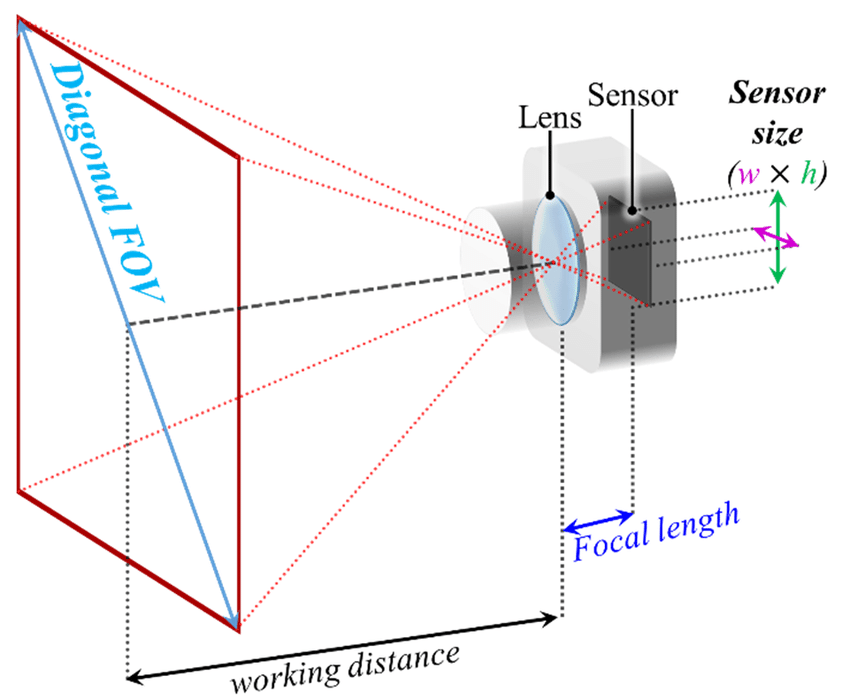 Diagonal FOV
Lens
Sensor
Sensor
size
(w × h)
Focal length
working distance